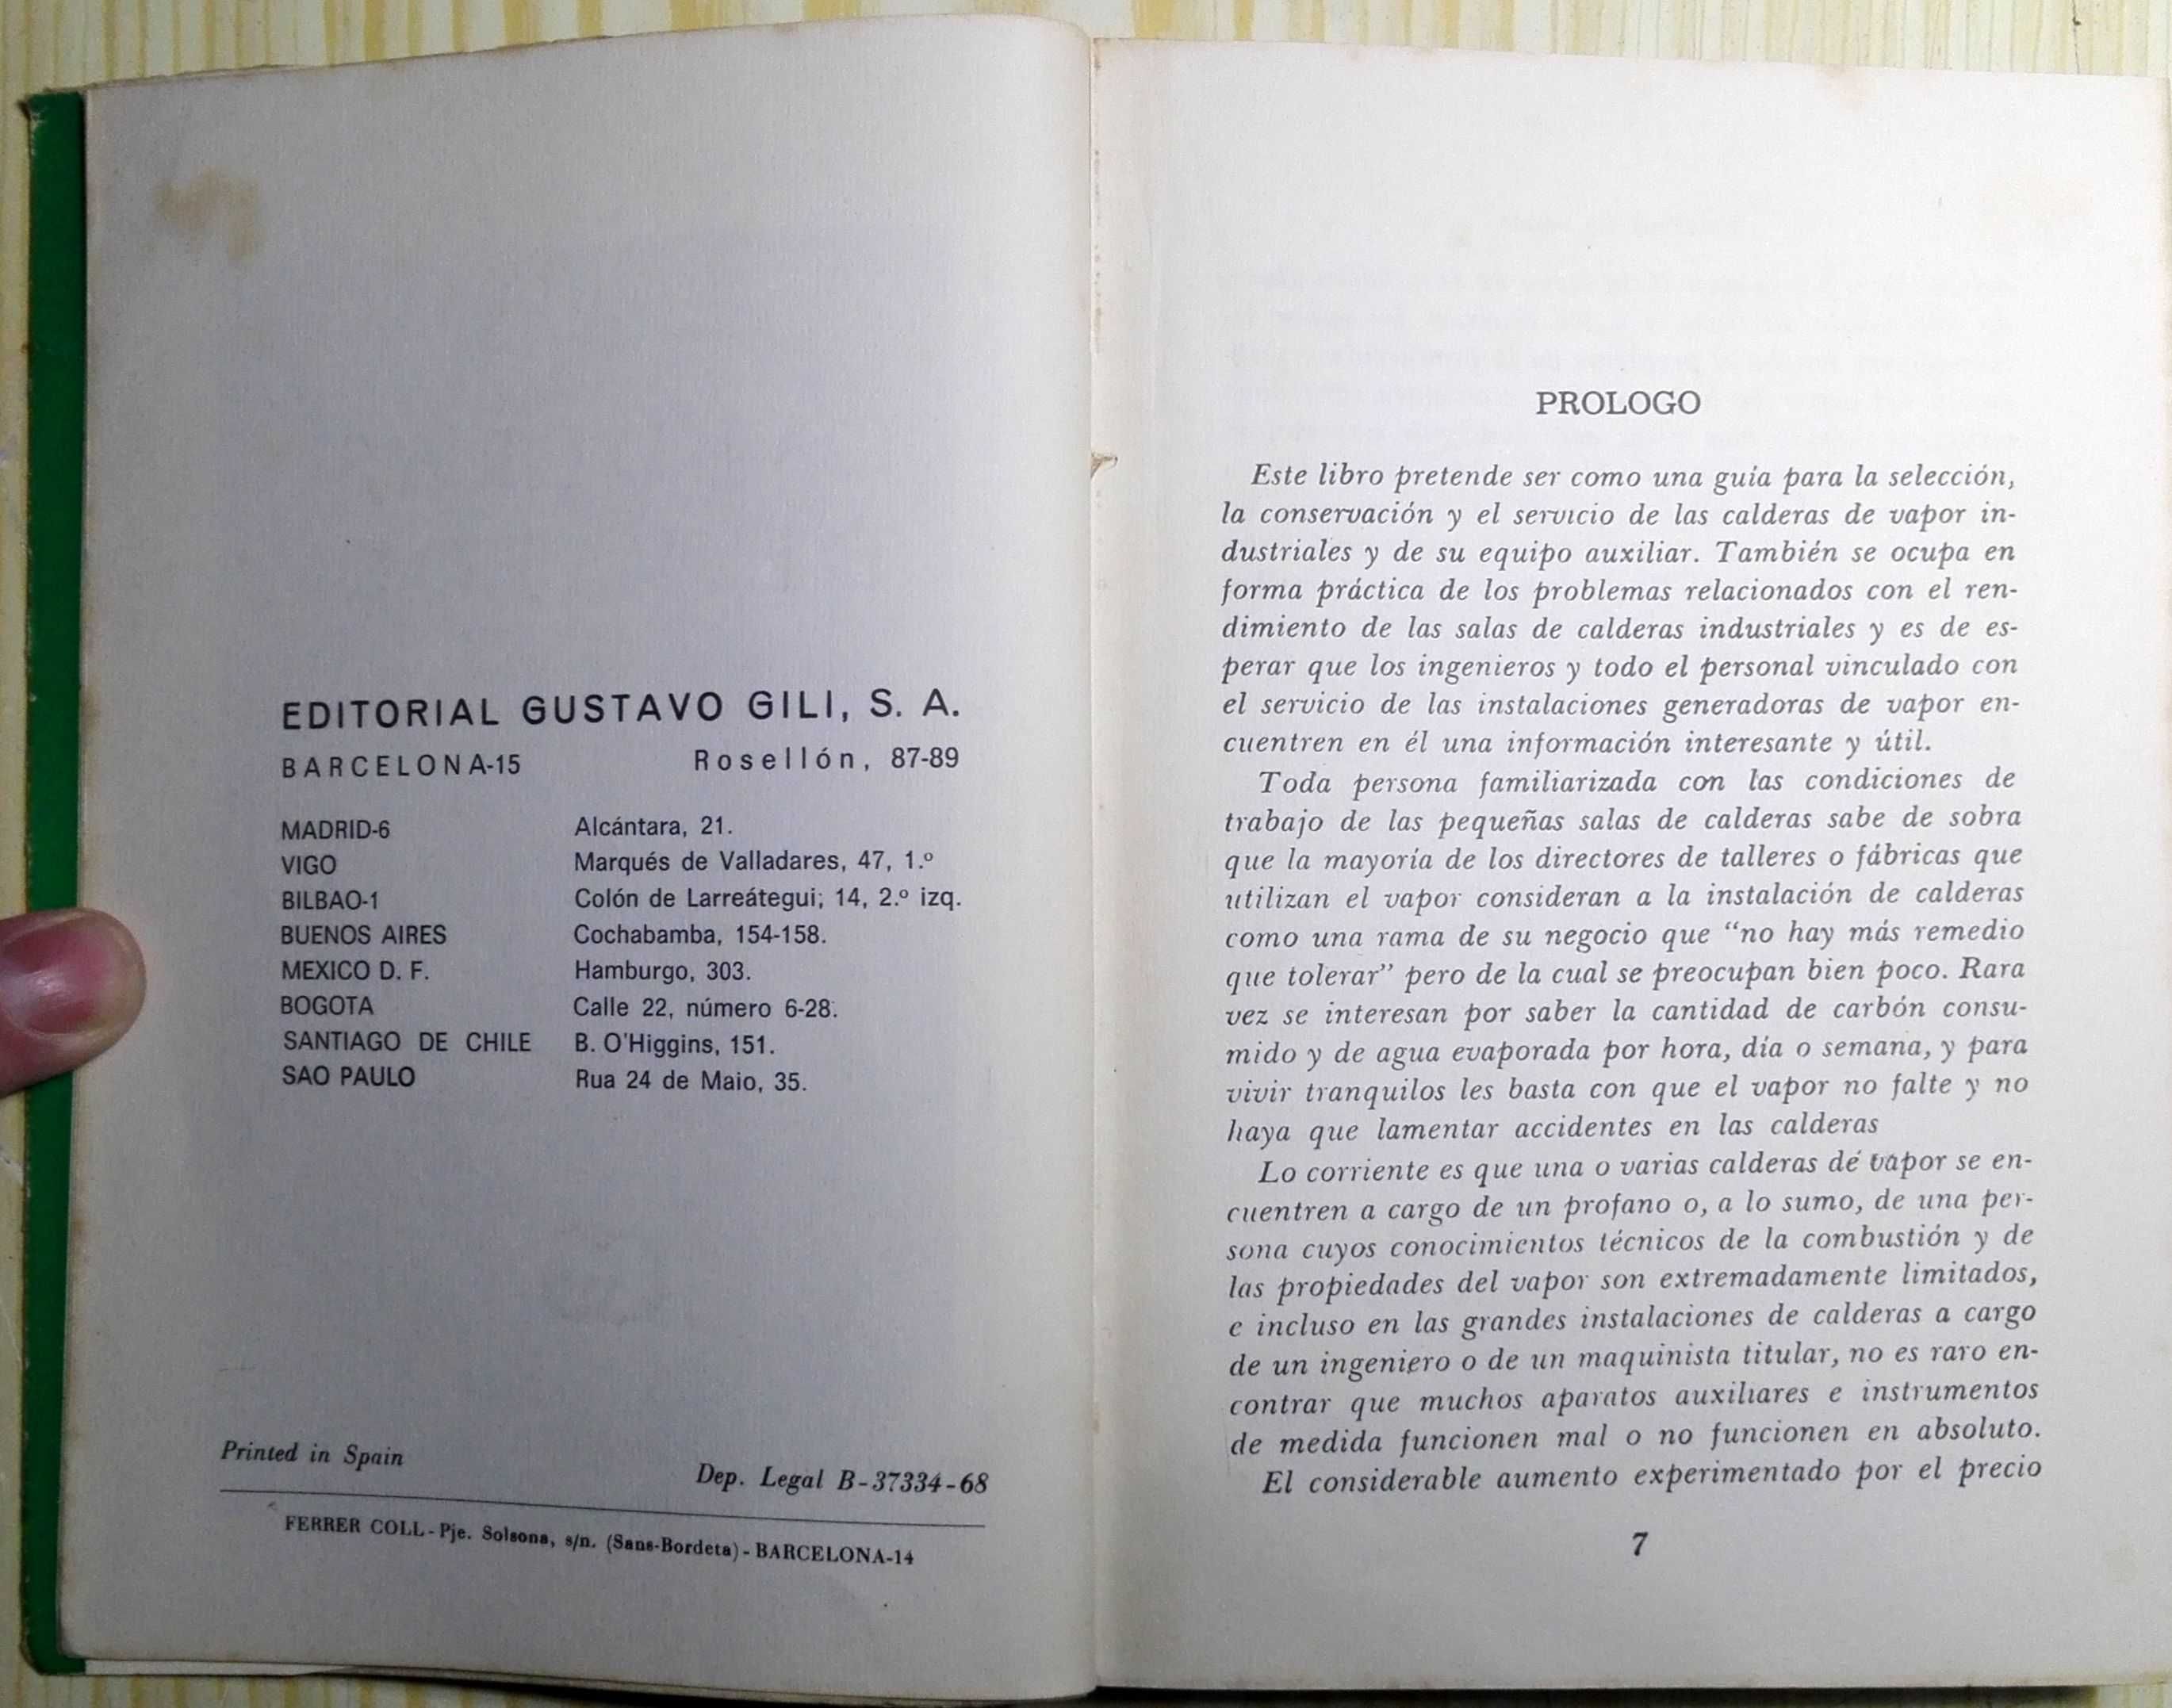 EDITORIAL GUSTAVO GILI, S. A.
BARCELONA-15 Rosellón, 87-89
MADRID-6 Alcántara, 21.
VIGO Marqués de Valladares, 47, 1.º
BILBAO-1 Colón de Larreátegui; 14, 2.º izq.
BUENOS AIRES Cochabamba, 154-158.
MEXICO D. F. Hamburgo, 303.
BOGOTA Calle 22, número 6-28.
SANTIAGO DE CHILE B. O'Higgins, 151.
SAO PAULO Rua 24 de Maio, 35.
Printed in Spain
Dep. Legal B-37334-68
FERRER COLL - Pje. Solsona, s/n. (Sans-Bordeta) - BARCELONA-14
PROLOGO
Este libro pretende ser como una guía para la selección,
la conservación y el servicio de las calderas de vapor in-
dustriales y de su equipo auxiliar. También se ocupa en
forma práctica de los problemas relacionados con el ren-
dimiento de las salas de calderas industriales y es de es-
perar que los ingenieros y todo el personal vinculado con
el servicio de las instalaciones generadoras de vapor en-
cuentren en él una información interesante y útil.
Toda persona familiarizada con las condiciones de
trabajo de las pequeñas salas de calderas sabe de sobra
que la mayoría de los directores de talleres o fábricas que
utilizan el vapor consideran a la instalación de calderas
como una rama de su negocio que “no hay más remedio
que tolerar” pero de la cual se preocupan bien poco. Rara
vez se interesan por saber la cantidad de carbón consu-
mido y de agua evaporada por hora, día o semana, y para
vivir tranquilos les basta con que el vapor no falte y no
haya que lamentar accidentes en las calderas
Lo corriente es que una o varias calderas de vapor se en-
cuentren a cargo de un profano o, a lo sumo, de una per-
sona cuyos conocimientos técnicos de la combustión y de
las propiedades del vapor son extremadamente limitados,
e incluso en las grandes instalaciones de calderas a cargo
de un ingeniero o de un maquinista titular, no es raro en-
contrar que muchos aparatos auxiliares e instrumentos
de medida funcionen mal o no funcionen en absoluto.
El considerable aumento experimentado por el precio
7